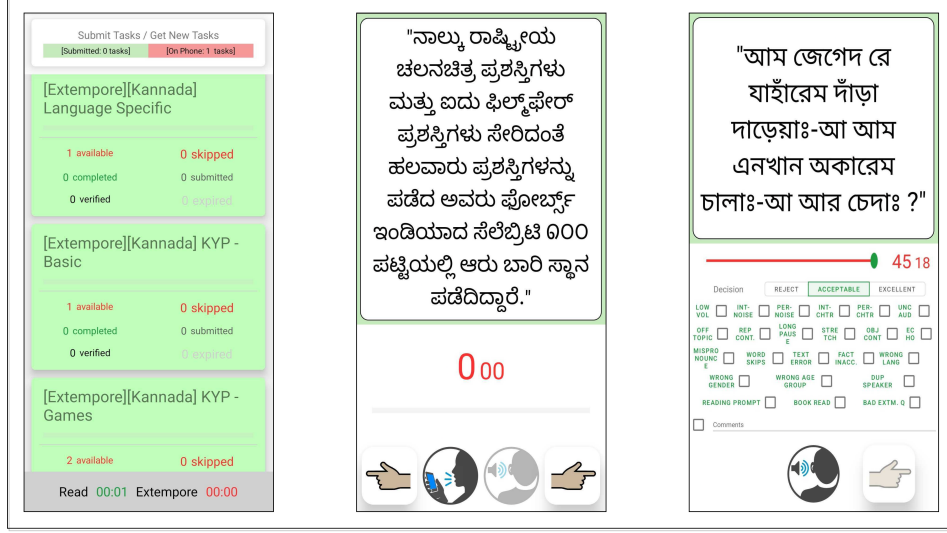 Submit Tasks / Get New Tasks
[Submitted: 0 tasks] [On Phone: 1 tasks]
[Extempore][Kannada]
Language Specific
1 available 0 skipped
0 completed 0 submitted
0 verified 0 expired
[Extempore][Kannada] KYP -
Basic
1 available 0 skipped
0 completed 0 submitted
0 verified 0 expired
[Extempore][Kannada] KYP -
Games
2 available 0 skipped
Read 00:01 Extempore 00:00
"ನಾಲ್ಕು ರಾಷ್ಟ್ರೀಯ
ಚಲನಚಿತ್ರ ಪ್ರಶಸ್ತಿಗಳು
ಮತ್ತು ಐದು ಫಿಲ್ಮ್‌ಫೇರ್
ಪ್ರಶಸ್ತಿಗಳು ಸೇರಿದಂತೆ
ಹಲವಾರು ಪ್ರಶಸ್ತಿಗಳನ್ನು
ಪಡೆದ ಅವರು ಫೋರ್ಬ್ಸ್
ಇಂಡಿಯಾದ ಸೆಲೆಬ್ರಿಟಿ ೧೦೦
ಪಟ್ಟಿಯಲ್ಲಿ ಆರು ಬಾರಿ ಸ್ಥಾನ
ಪಡೆದಿದ್ದಾರೆ."
0 00
"আম জেগেদ রে
যাহাঁরেম দাঁড়া
দাড়েয়াঃ-আ আম
এনখান অকারেম
চালাঃ-আ আর চেদাঃ ?"
45 18
Decision REJECT ACCEPTABLE EXCELLENT
LOW VOL INT-NOISE PER-NOISE INT-CHTR PER-CHTR UNC AUD
OFF TOPIC REP CONT. LONG PAUSE STRETCH OBJ CONT ECHO
MISPRONOUNCE WORD SKIPS TEXT ERROR FACT INACC. WRONG LANG
WRONG GENDER WRONG AGE GROUP DUP SPEAKER
READING PROMPT BOOK READ BAD EXTM. Q
Comments